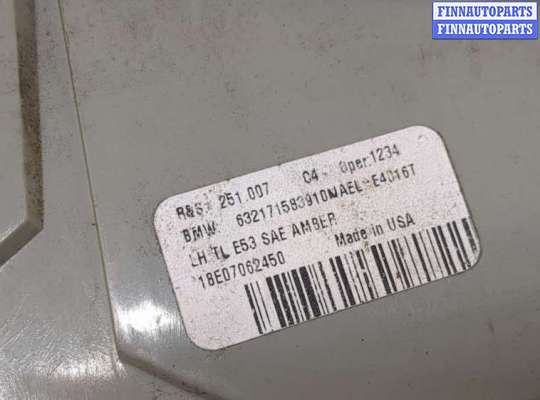 FINNAUTOPARTS
FINNAUTOPARTS
251.007 C4 Oper.1234
BMW
LH TL E53 SAE AMBER
18E07062450 Made in USA